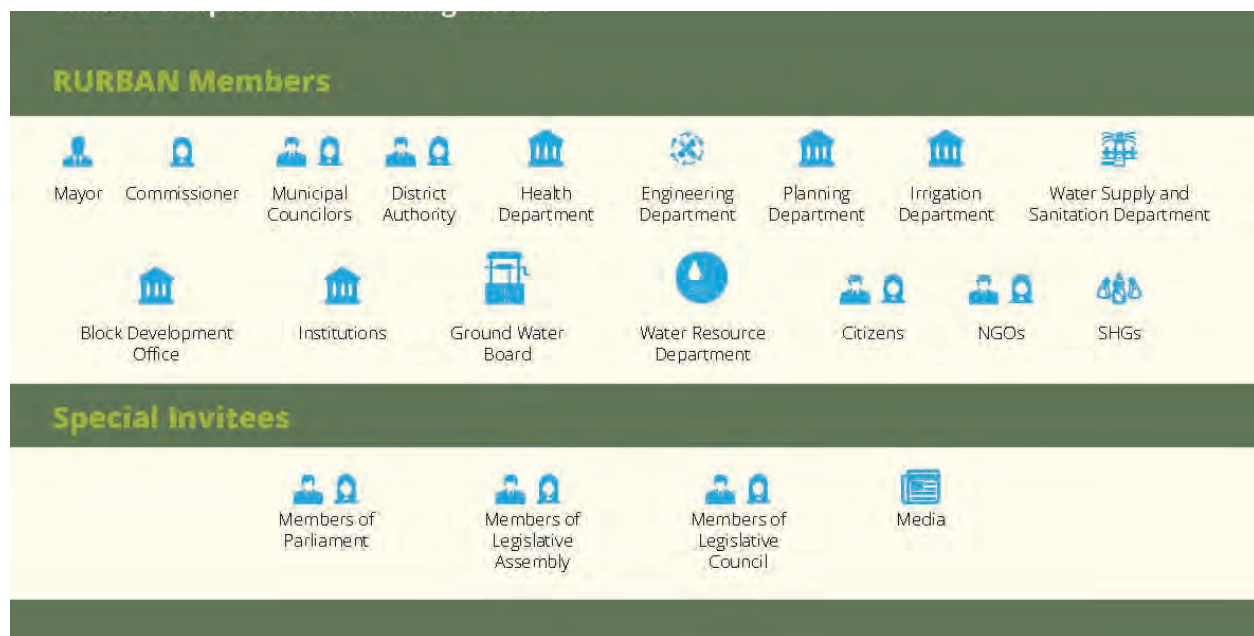 RURBAN Members
Mayor
Commissioner
Municipal
Councilors
District
Authority
Health
Department
Engineering
Department
Planning
Department
Irrigation
Department
Water Supply and
Sanitation Department
Block Development
Office
Institutions
Ground Water
Board
Water Resource
Department
Citizens
NGOs
SHGs
Special Invitees
Members of
Parliament
Members of
Legislative
Assembly
Members of
Legislative
Council
Media